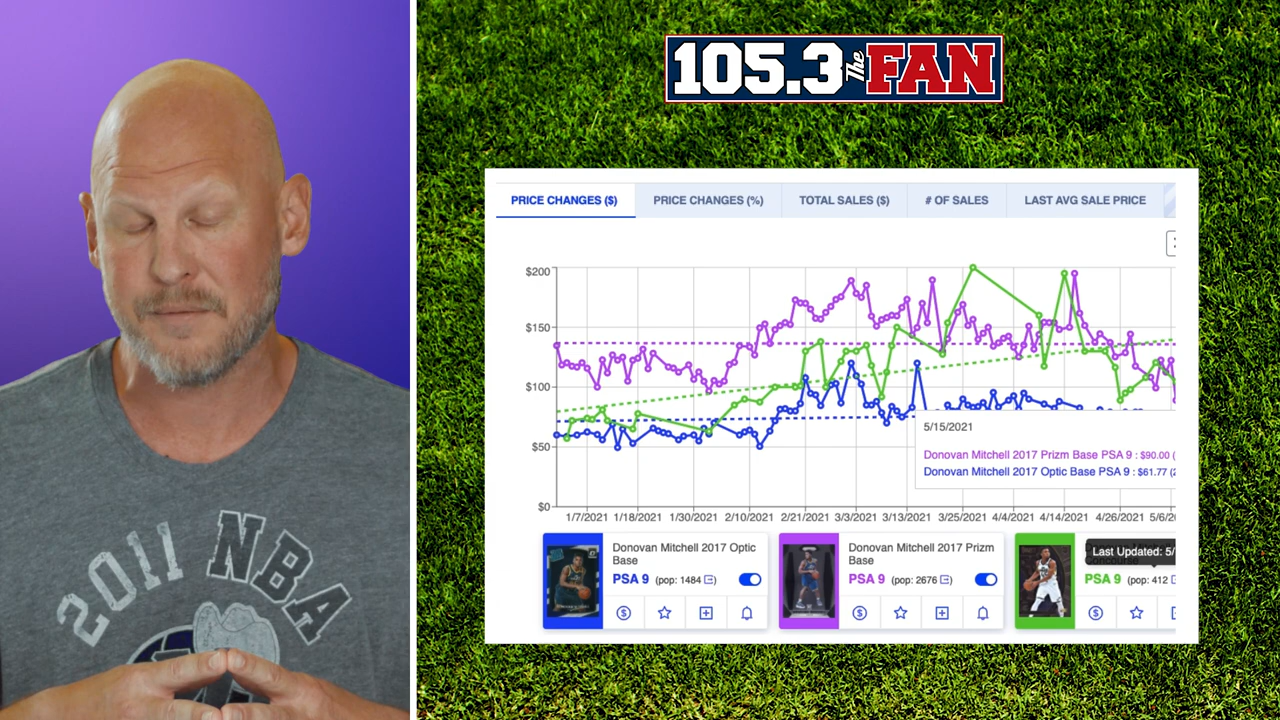 2011 NBA
105.3 The FAN
PRICE CHANGES ($) PRICE CHANGES (%) TOTAL SALES ($) # OF SALES LAST AVG SALE PRICE
$200
$150
$100
$50
$0
5/15/2021
Donovan Mitchell 2017 Prizm Base PSA 9 : $90.00 (
Donovan Mitchell 2017 Optic Base PSA 9 : $61.77 (2
1/7/2021 1/18/2021 1/30/2021 2/10/2021 2/21/2021 3/3/2021 3/13/2021 3/25/2021 4/4/2021 4/14/2021 4/26/2021 5/6/20
Donovan Mitchell 2017 Optic
Base
PSA 9 (pop: 1484)
Donovan Mitchell 2017 Prizm
Base
PSA 9 (pop: 2676)
Last Updated: 5/
PSA 9 (pop: 412